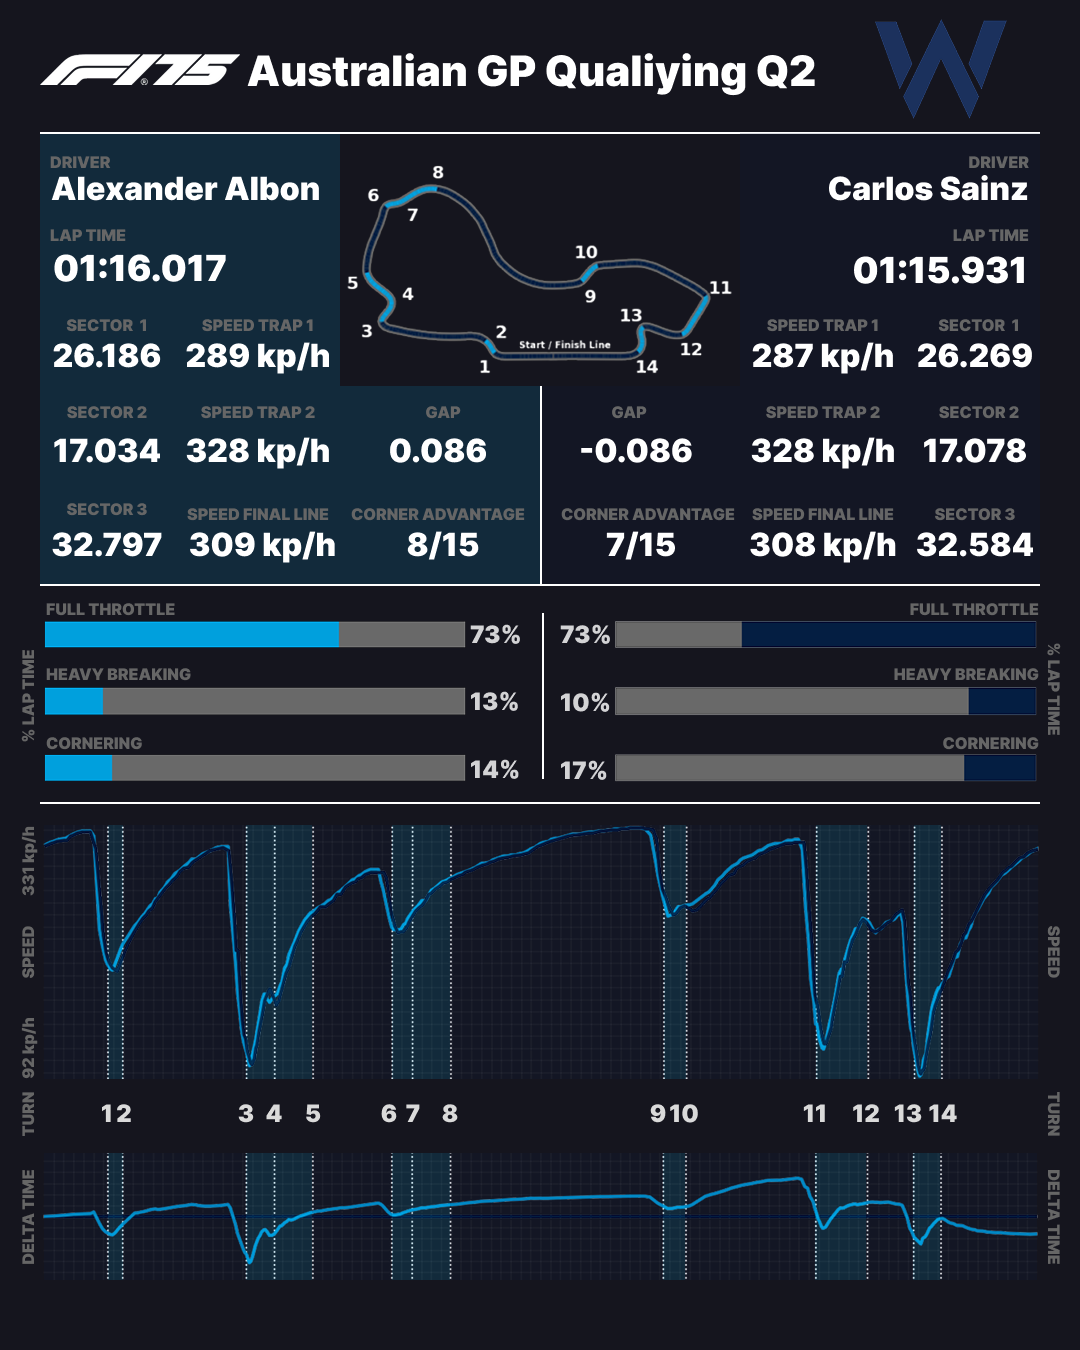 F1® 75 Australian GP Qualiying Q2
DRIVER
Alexander Albon
LAP TIME
01:16.017
SECTOR 1 SPEED TRAP 1
26.186 289 kp/h
SECTOR 2 SPEED TRAP 2 GAP
17.034 328 kp/h 0.086
SECTOR 3 SPEED FINAL LINE CORNER ADVANTAGE
32.797 309 kp/h 8/15
8
6
7
5
4
3
2
1
Start / Finish Line
10
9
11
13
12
14
DRIVER
Carlos Sainz
LAP TIME
01:15.931
SPEED TRAP 1 SECTOR 1
287 kp/h 26.269
GAP SPEED TRAP 2 SECTOR 2
-0.086 328 kp/h 17.078
CORNER ADVANTAGE SPEED FINAL LINE SECTOR 3
7/15 308 kp/h 32.584
% LAP TIME
FULL THROTTLE
73%
HEAVY BREAKING
13%
CORNERING
14%
FULL THROTTLE
73%
HEAVY BREAKING
10%
CORNERING
17%
% LAP TIME
331 kp/h
SPEED
92 kp/h
SPEED
TURN
1 2 3 4 5 6 7 8 9 10 11 12 13 14
TURN
DELTA TIME
DELTA TIME